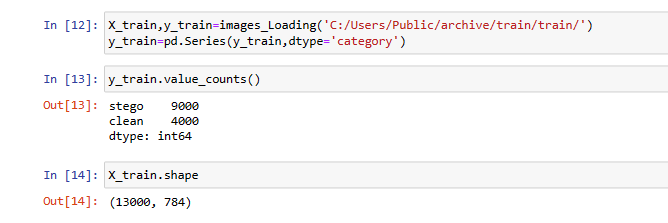 In [12]: X_train,y_train=images_Loading('C:/Users/Public/archive/train/train/')
y_train=pd.Series(y_train,dtype='category')
In [13]: y_train.value_counts()
Out[13]: stego    9000
clean    4000
dtype: int64
In [14]: X_train.shape
Out[14]: (13000, 784)